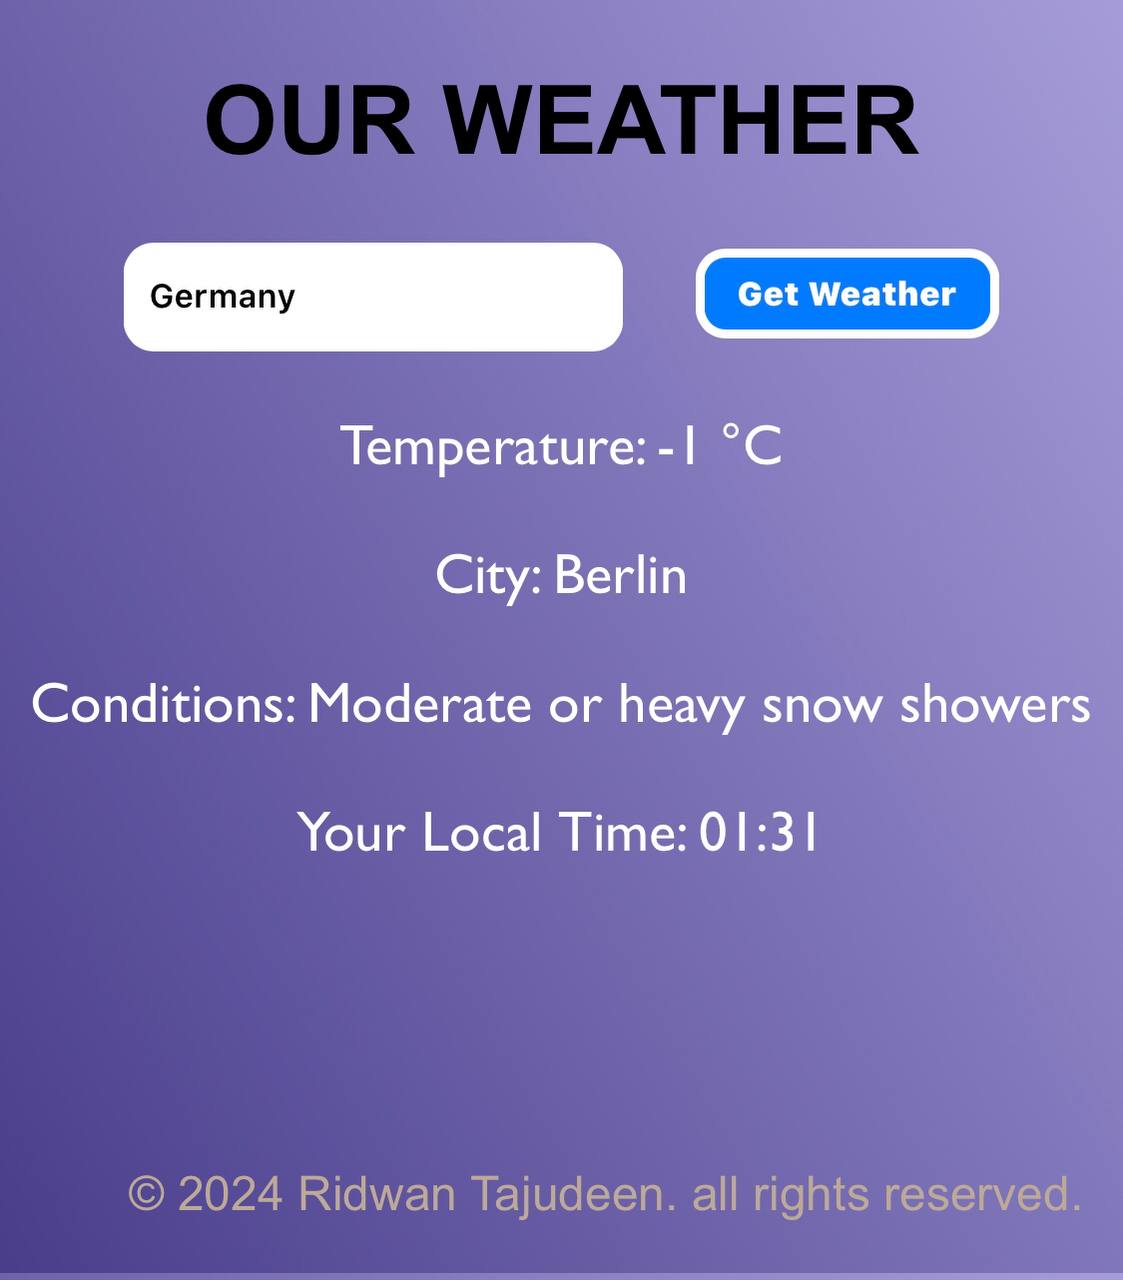 OUR WEATHER
Germany
Get Weather
Temperature: -1 °C
City: Berlin
Conditions: Moderate or heavy snow showers
Your Local Time: 01:31
© 2024 Ridwan Tajudeen. all rights reserved.